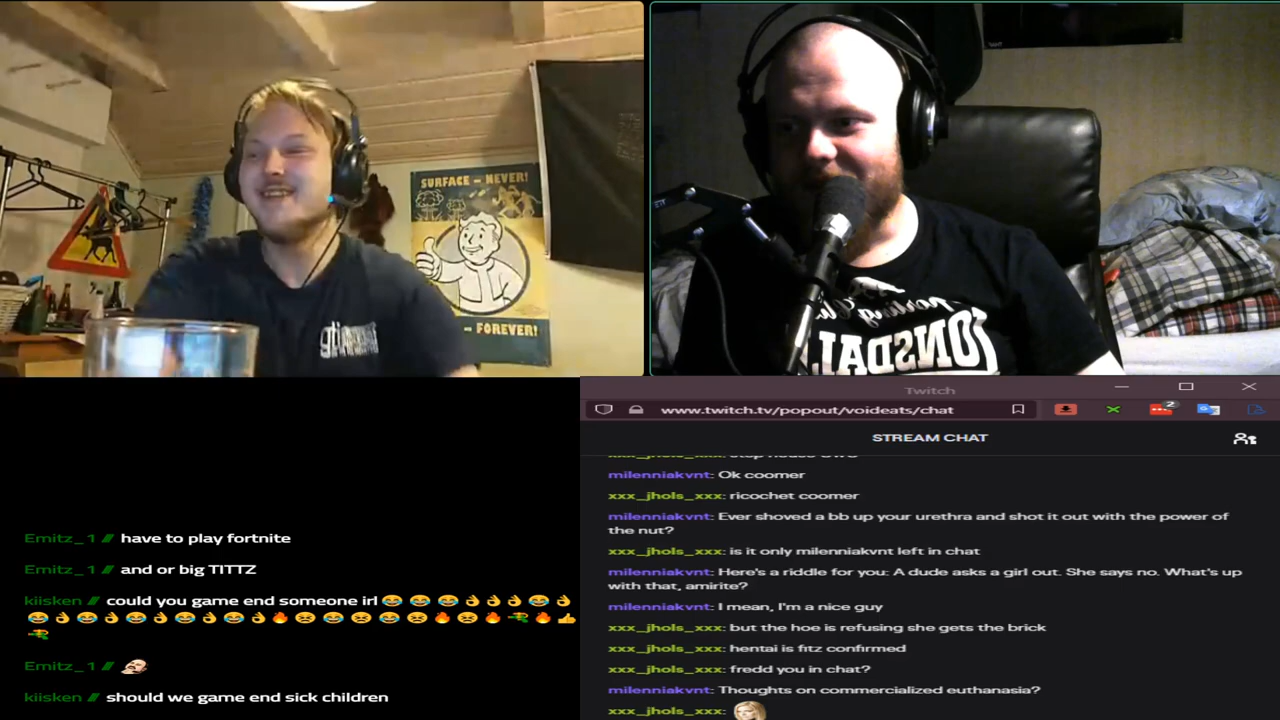 SURFACE – NEVER!
– FOREVER!
LONSDAL
Twitch
www.twitch.tv/popout/voideats/chat
2
STREAM CHAT
milenniakvnt: Ok coomer
xxx_jhols_xxx: ricochet coomer
milenniakvnt: Ever shoved a bb up your urethra and shot it out with the power of
the nut?
xxx_jhols_xxx: is it only milenniakvnt left in chat
milenniakvnt: Here's a riddle for you: A dude asks a girl out. She says no. What's up
with that, amirite?
milenniakvnt: I mean, I'm a nice guy
xxx_jhols_xxx: but the hoe is refusing she gets the brick
xxx_jhols_xxx: hentai is fitz confirmed
xxx_jhols_xxx: fredd you in chat?
milenniakvnt: Thoughts on commercialized euthanasia?
xxx_jhols_xxx:
Emitz_1 // have to play fortnite
Emitz_1 // and or big TITTZ
kiisken // could you game end someone irl 😂😂😂👌👌👌😂👌
😂👌😂👌😂👌😂👌😂👌🔥😣😂😣😂😣🔥😣🔥🔫🔥👍
🔫
Emitz_1 //
kiisken // should we game end sick children